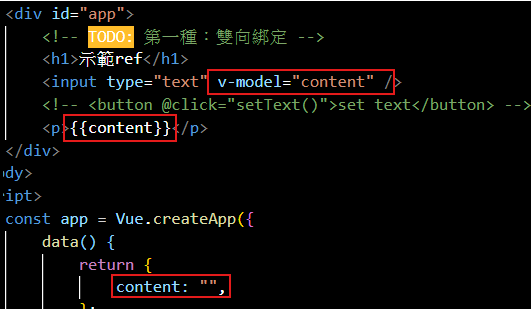 <div id="app">
<!-- TODO: 第一種：雙向綁定 -->
<h1>示範ref</h1>
<input type="text" v-model="content" />
<!-- <button @click="setText()">set text</button> -->
<p>{{content}}</p>
</div>
ody>
ript>
const app = Vue.createApp({
data() {
return {
content: "",
};